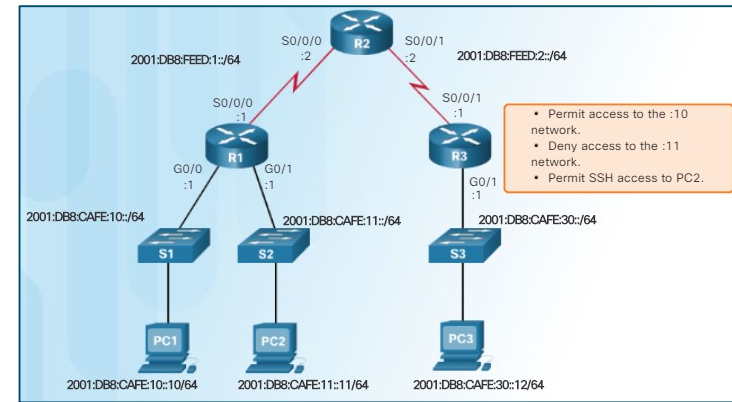 S0/0/0
:2
R2
S0/0/1
:2
2001:DB8:FEED:1::/64
2001:DB8:FEED:2::/64
S0/0/0
:1
S0/0/1
:1
• Permit access to the :10
network.
• Deny access to the :11
network.
• Permit SSH access to PC2.
R1
R3
G0/0
:1
G0/1
:1
G0/1
:1
2001:DB8:CAFE:10::/64
2001:DB8:CAFE:11::/64
2001:DB8:CAFE:30::/64
S1
S2
S3
PC1
PC2
PC3
2001:DB8:CAFE:10::10/64
2001:DB8:CAFE:11::11/64
2001:DB8:CAFE:30::12/64